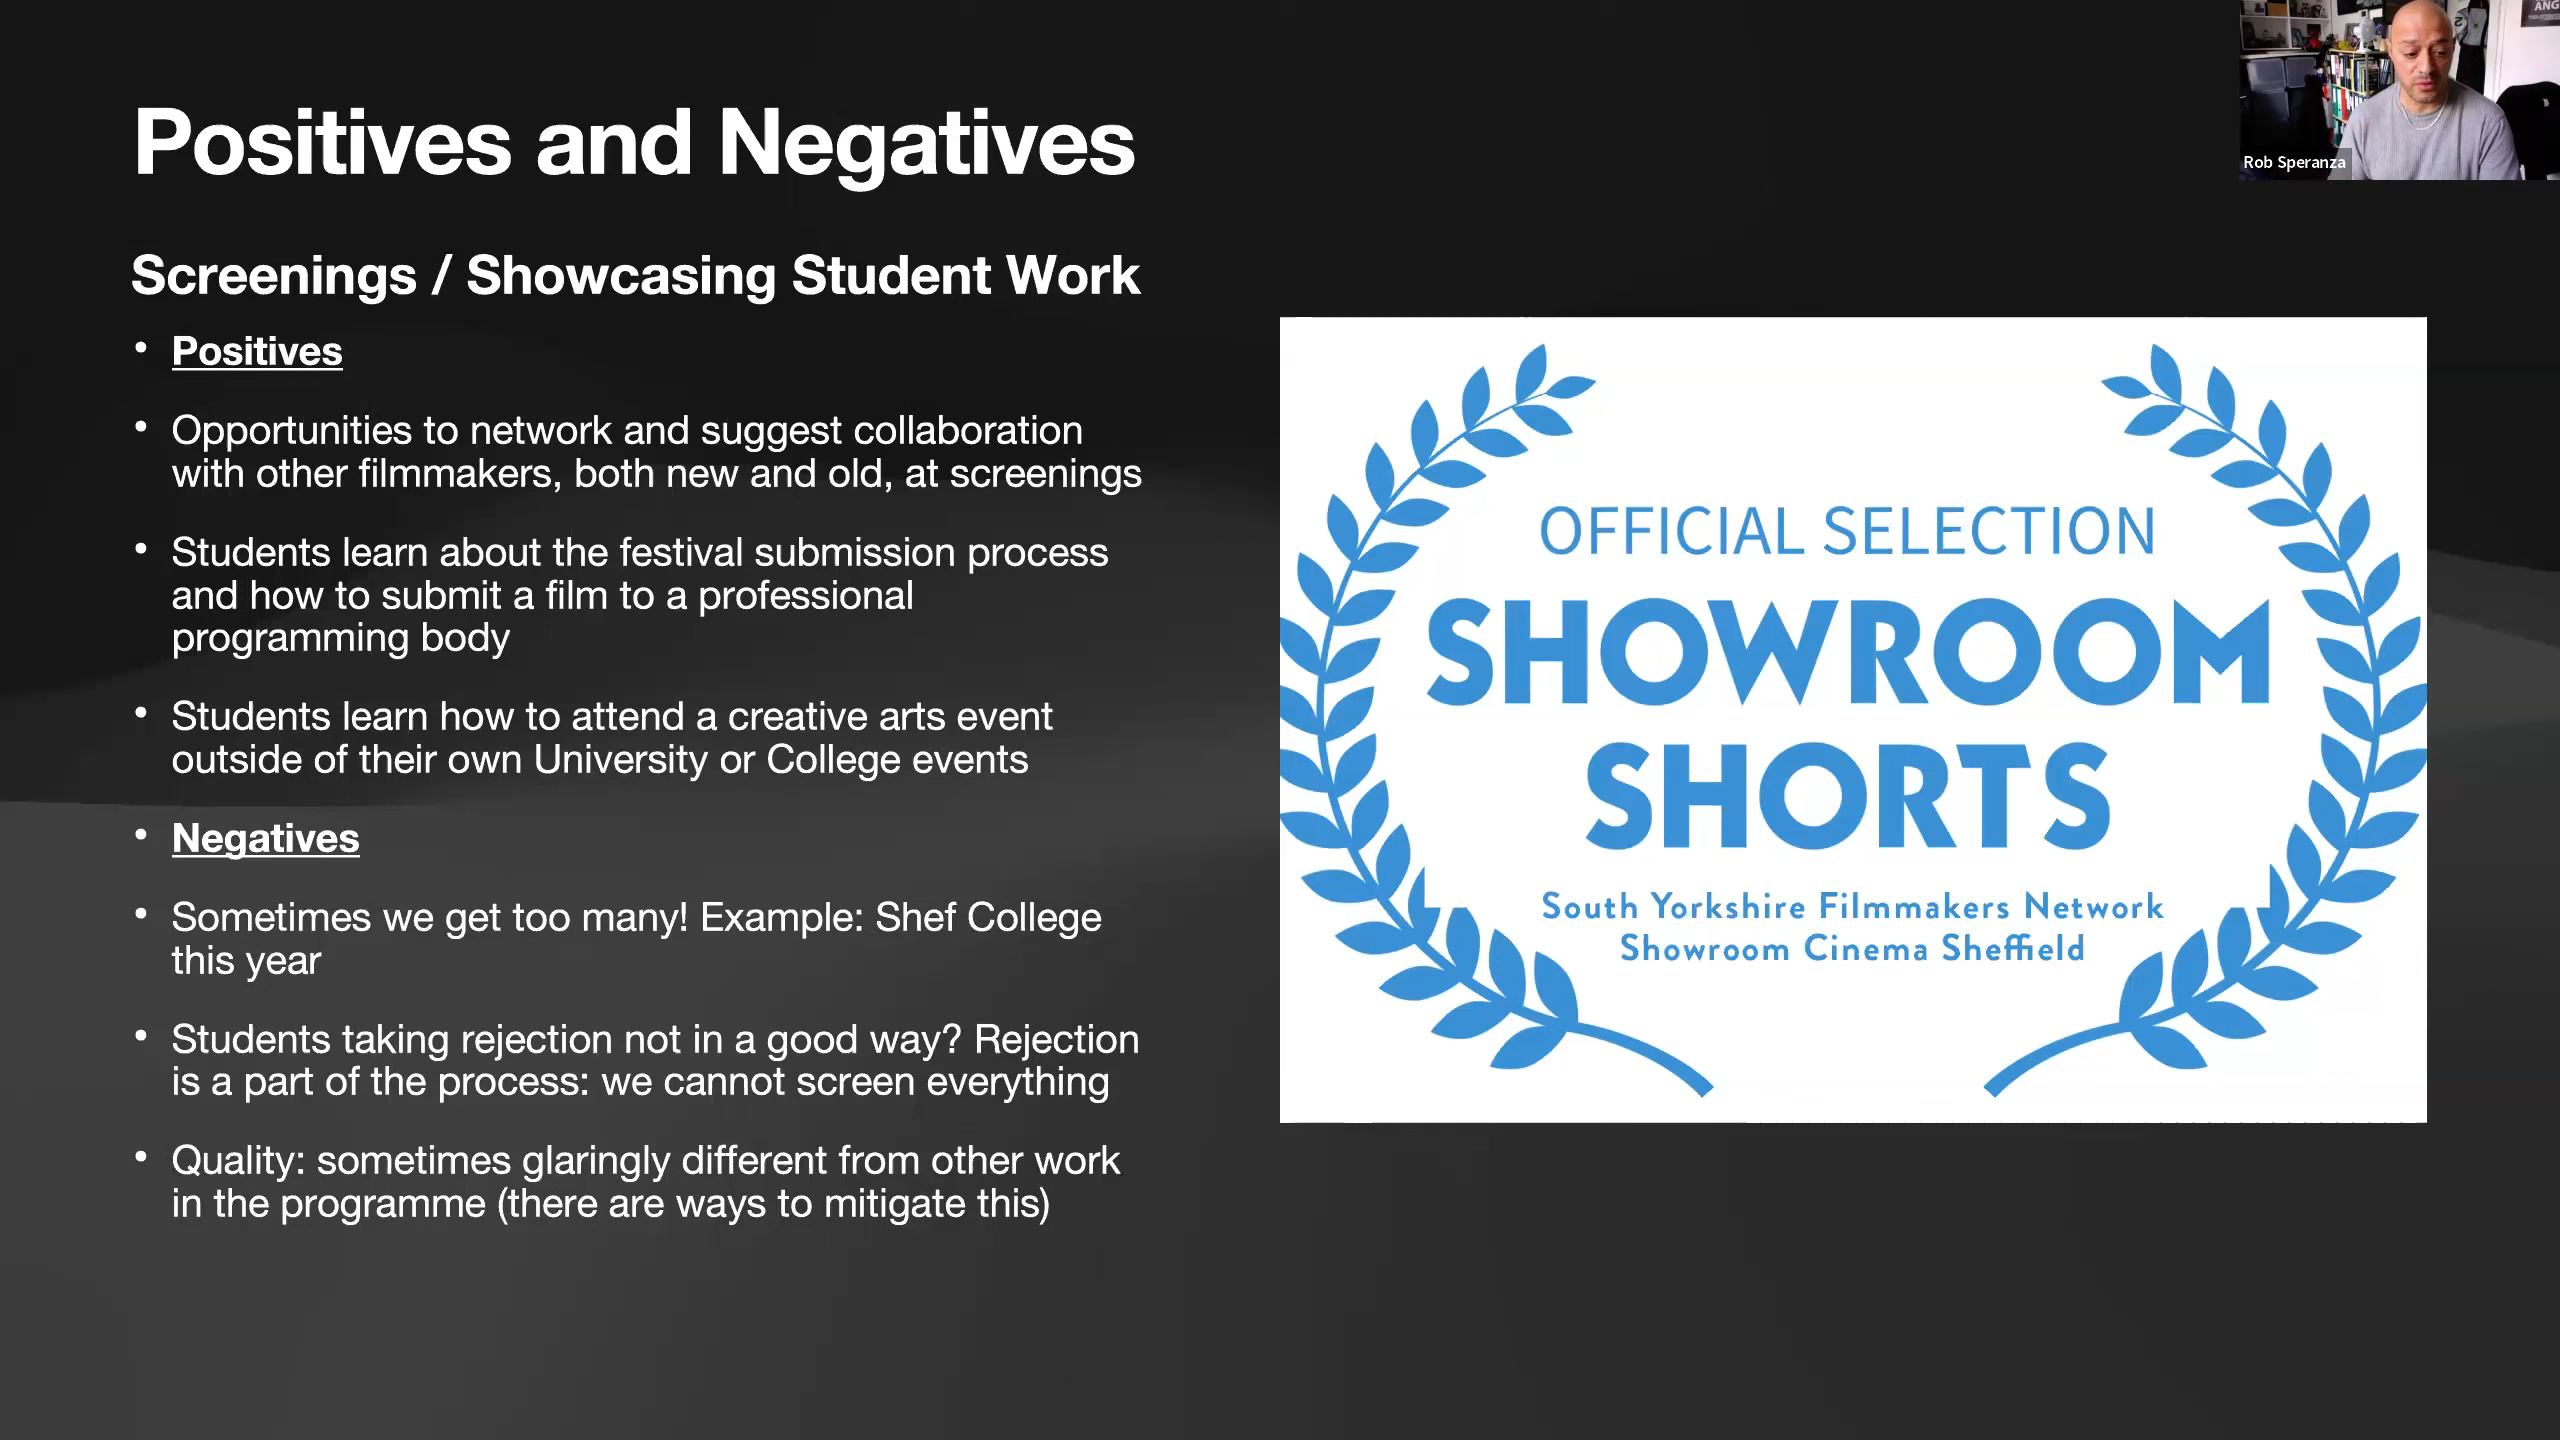 Positives and Negatives
Screenings / Showcasing Student Work
• Positives
• Opportunities to network and suggest collaboration
with other filmmakers, both new and old, at screenings
• Students learn about the festival submission process
and how to submit a film to a professional
programming body
• Students learn how to attend a creative arts event
outside of their own University or College events
• Negatives
• Sometimes we get too many! Example: Shef College
this year
• Students taking rejection not in a good way? Rejection
is a part of the process: we cannot screen everything
• Quality: sometimes glaringly different from other work
in the programme (there are ways to mitigate this)
OFFICIAL SELECTION
SHOWROOM
SHORTS
South Yorkshire Filmmakers Network
Showroom Cinema Sheffield
ANG
Rob Speranza